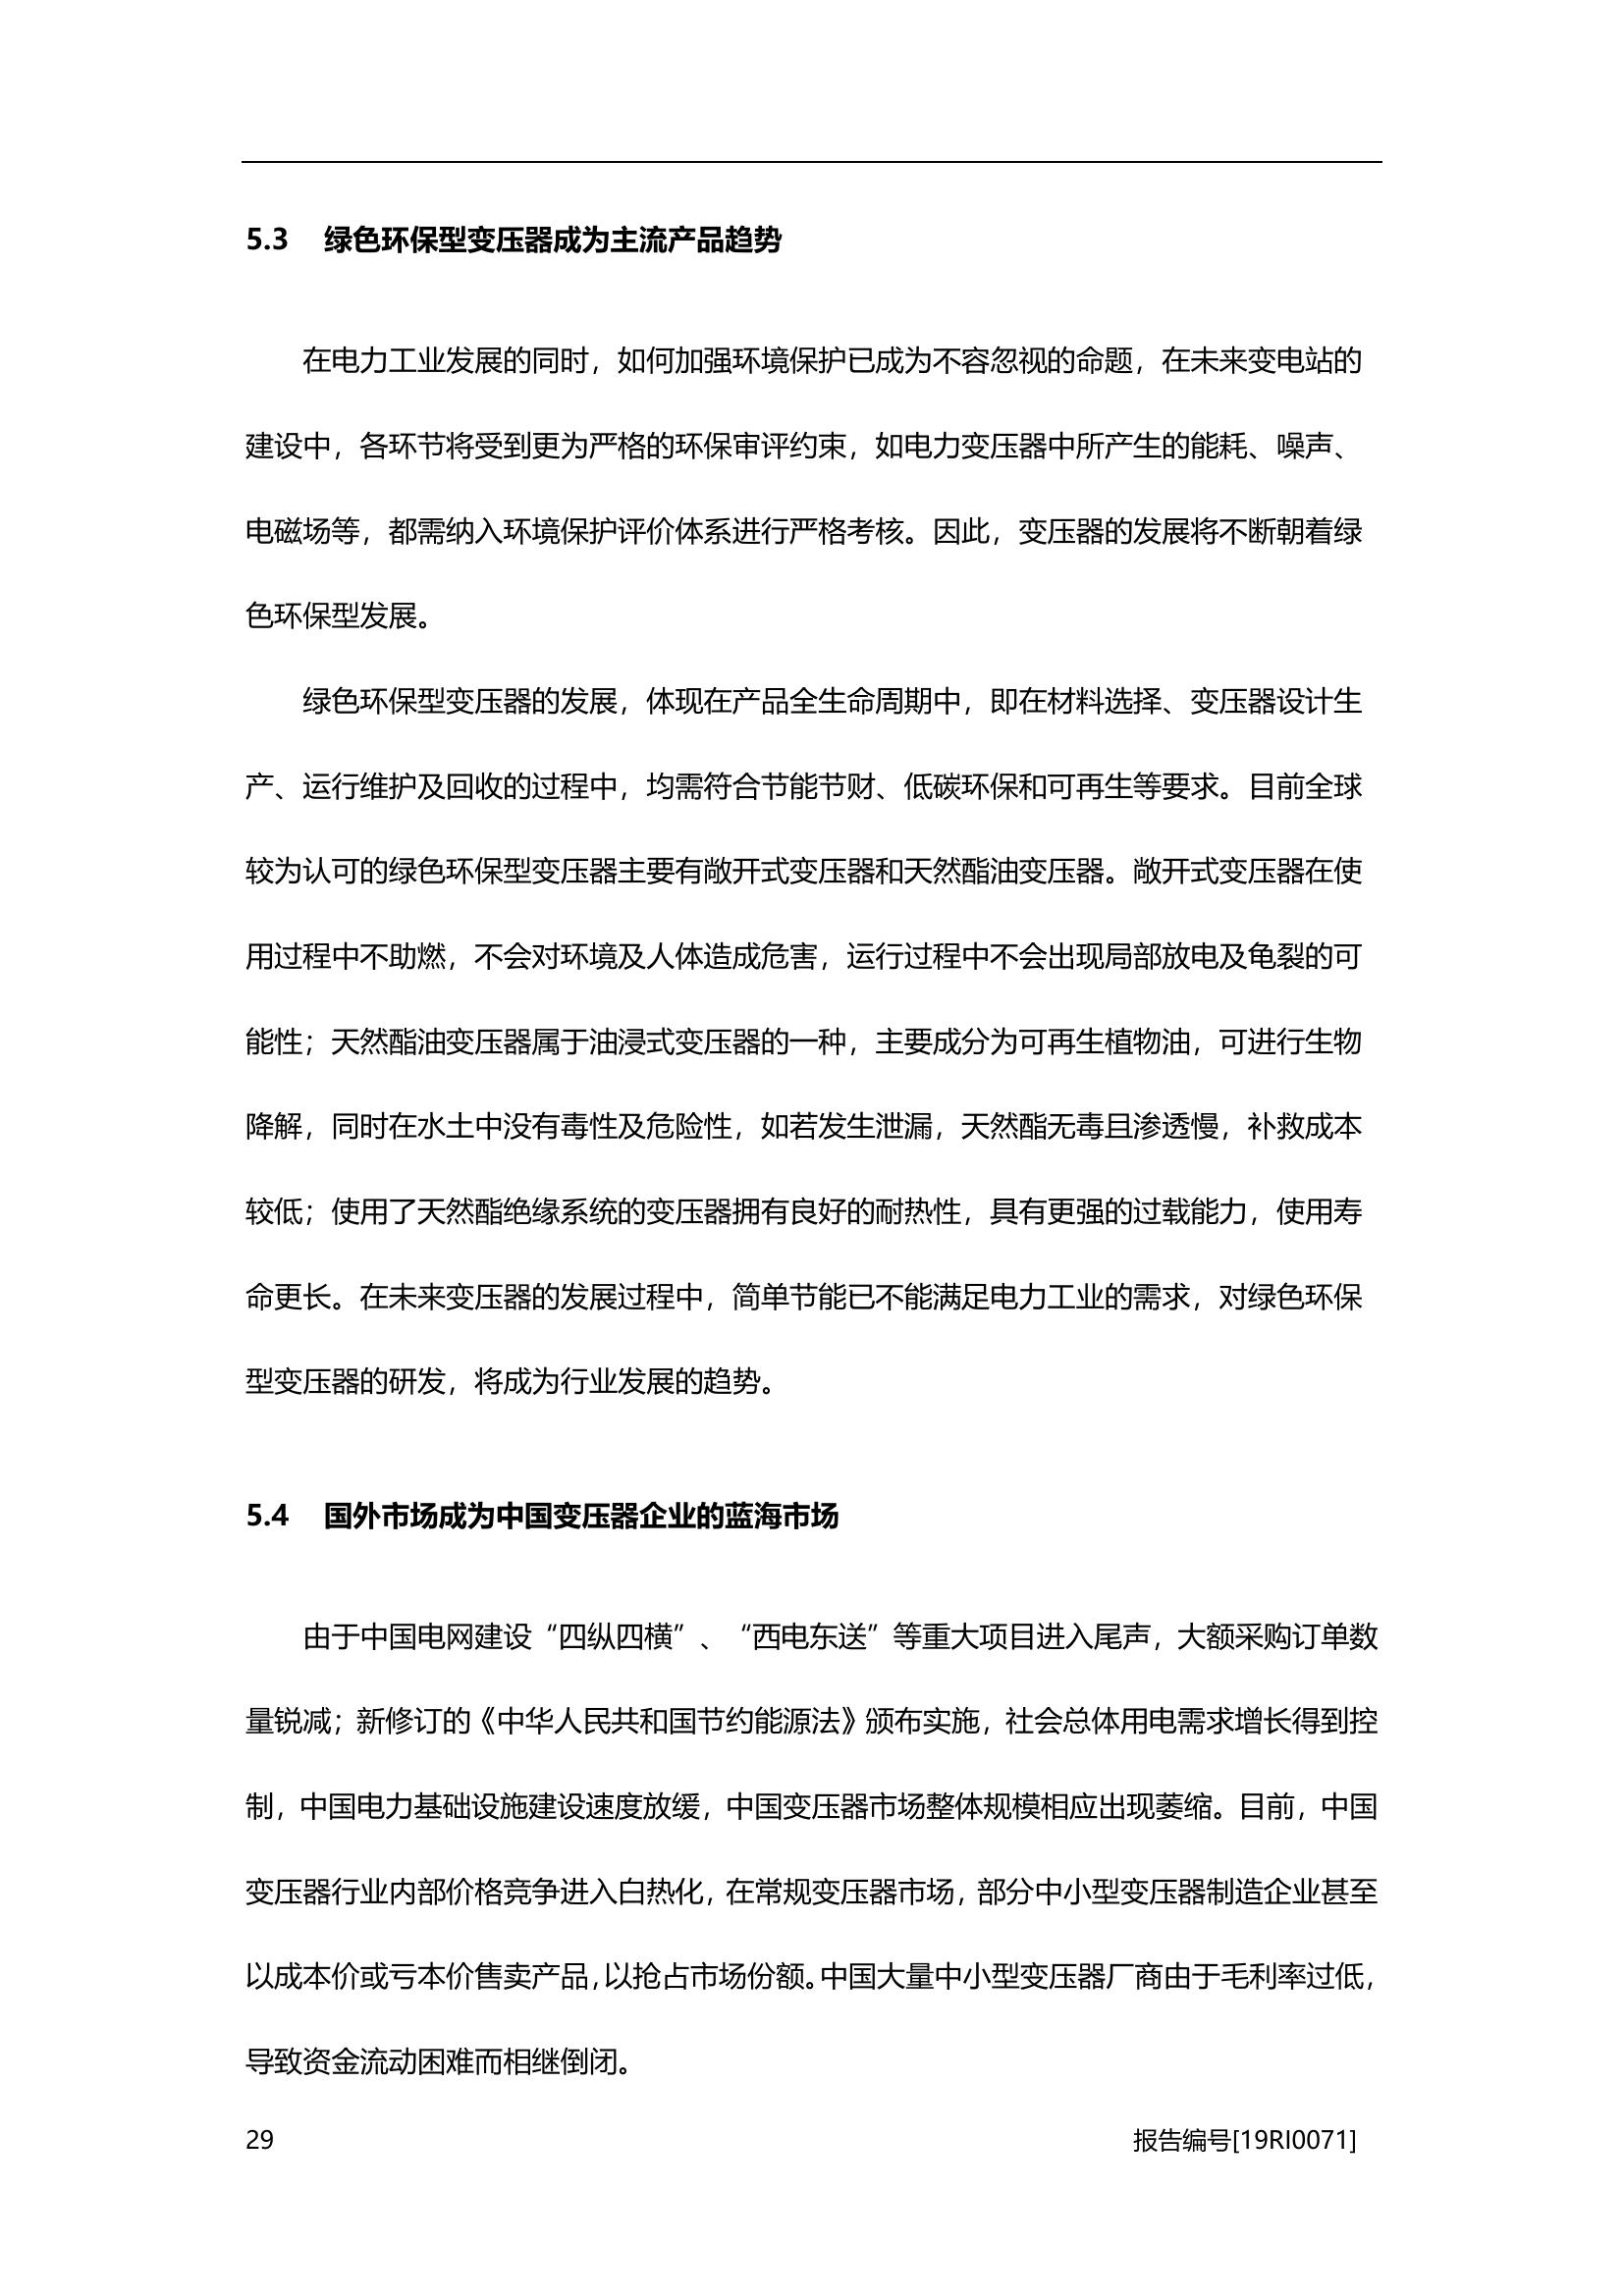 5.3 绿色环保型变压器成为主流产品趋势
在电力工业发展的同时，如何加强环境保护已成为不容忽视的命题，在未来变电站的
建设中，各环节将受到更为严格的环保审评约束，如电力变压器中所产生的能耗、噪声、
电磁场等，都需纳入环境保护评价体系进行严格考核。因此，变压器的发展将不断朝着绿
色环保型发展。
绿色环保型变压器的发展，体现在产品全生命周期中，即在材料选择、变压器设计生
产、运行维护及回收的过程中，均需符合节能节财、低碳环保和可再生等要求。目前全球
较为认可的绿色环保型变压器主要有敞开式变压器和天然酯油变压器。敞开式变压器在使
用过程中不助燃，不会对环境及人体造成危害，运行过程中不会出现局部放电及龟裂的可
能性；天然酯油变压器属于油浸式变压器的一种，主要成分为可再生植物油，可进行生物
降解，同时在水土中没有毒性及危险性，如若发生泄漏，天然酯无毒且渗透慢，补救成本
较低；使用了天然酯绝缘系统的变压器拥有良好的耐热性，具有更强的过载能力，使用寿
命更长。在未来变压器的发展过程中，简单节能已不能满足电力工业的需求，对绿色环保
型变压器的研发，将成为行业发展的趋势。
5.4 国外市场成为中国变压器企业的蓝海市场
由于中国电网建设“四纵四横”、“西电东送”等重大项目进入尾声，大额采购订单数
量锐减；新修订的《中华人民共和国节约能源法》颁布实施，社会总体用电需求增长得到控
制，中国电力基础设施建设速度放缓，中国变压器市场整体规模相应出现萎缩。目前，中国
变压器行业内部价格竞争进入白热化，在常规变压器市场，部分中小型变压器制造企业甚至
以成本价或亏本价售卖产品，以抢占市场份额。中国大量中小型变压器厂商由于毛利率过低，
导致资金流动困难而相继倒闭。
29 报告编号[19RI0071]